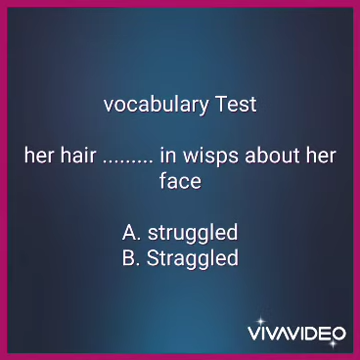 vocabulary Test
her hair ......... in wisps about her
face
A. struggled
B. Straggled
VIVAVIDEO